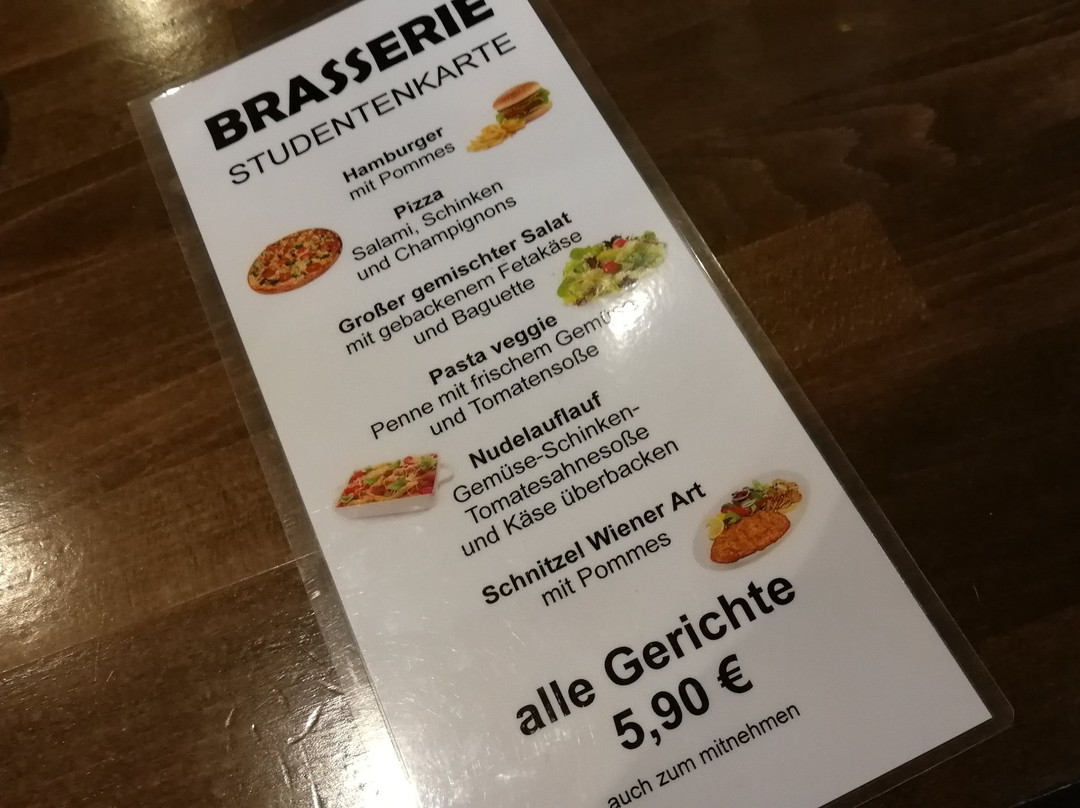 BRASSERIE
STUDENTENKARTE
Hamburger
mit Pommes
Pizza
Salami, Schinken
und Champignons
Großer gemischter Salat
mit gebackenem Fetakäse
und Baguette
Pasta veggie
Penne mit frischem Gemüse
und Tomatensoße
Nudelauflauf
Gemüse-Schinken-
Tomatesahnesoße
und Käse überbacken
Schnitzel Wiener Art
mit Pommes
alle Gerichte
5,90 €
auch zum mitnehmen